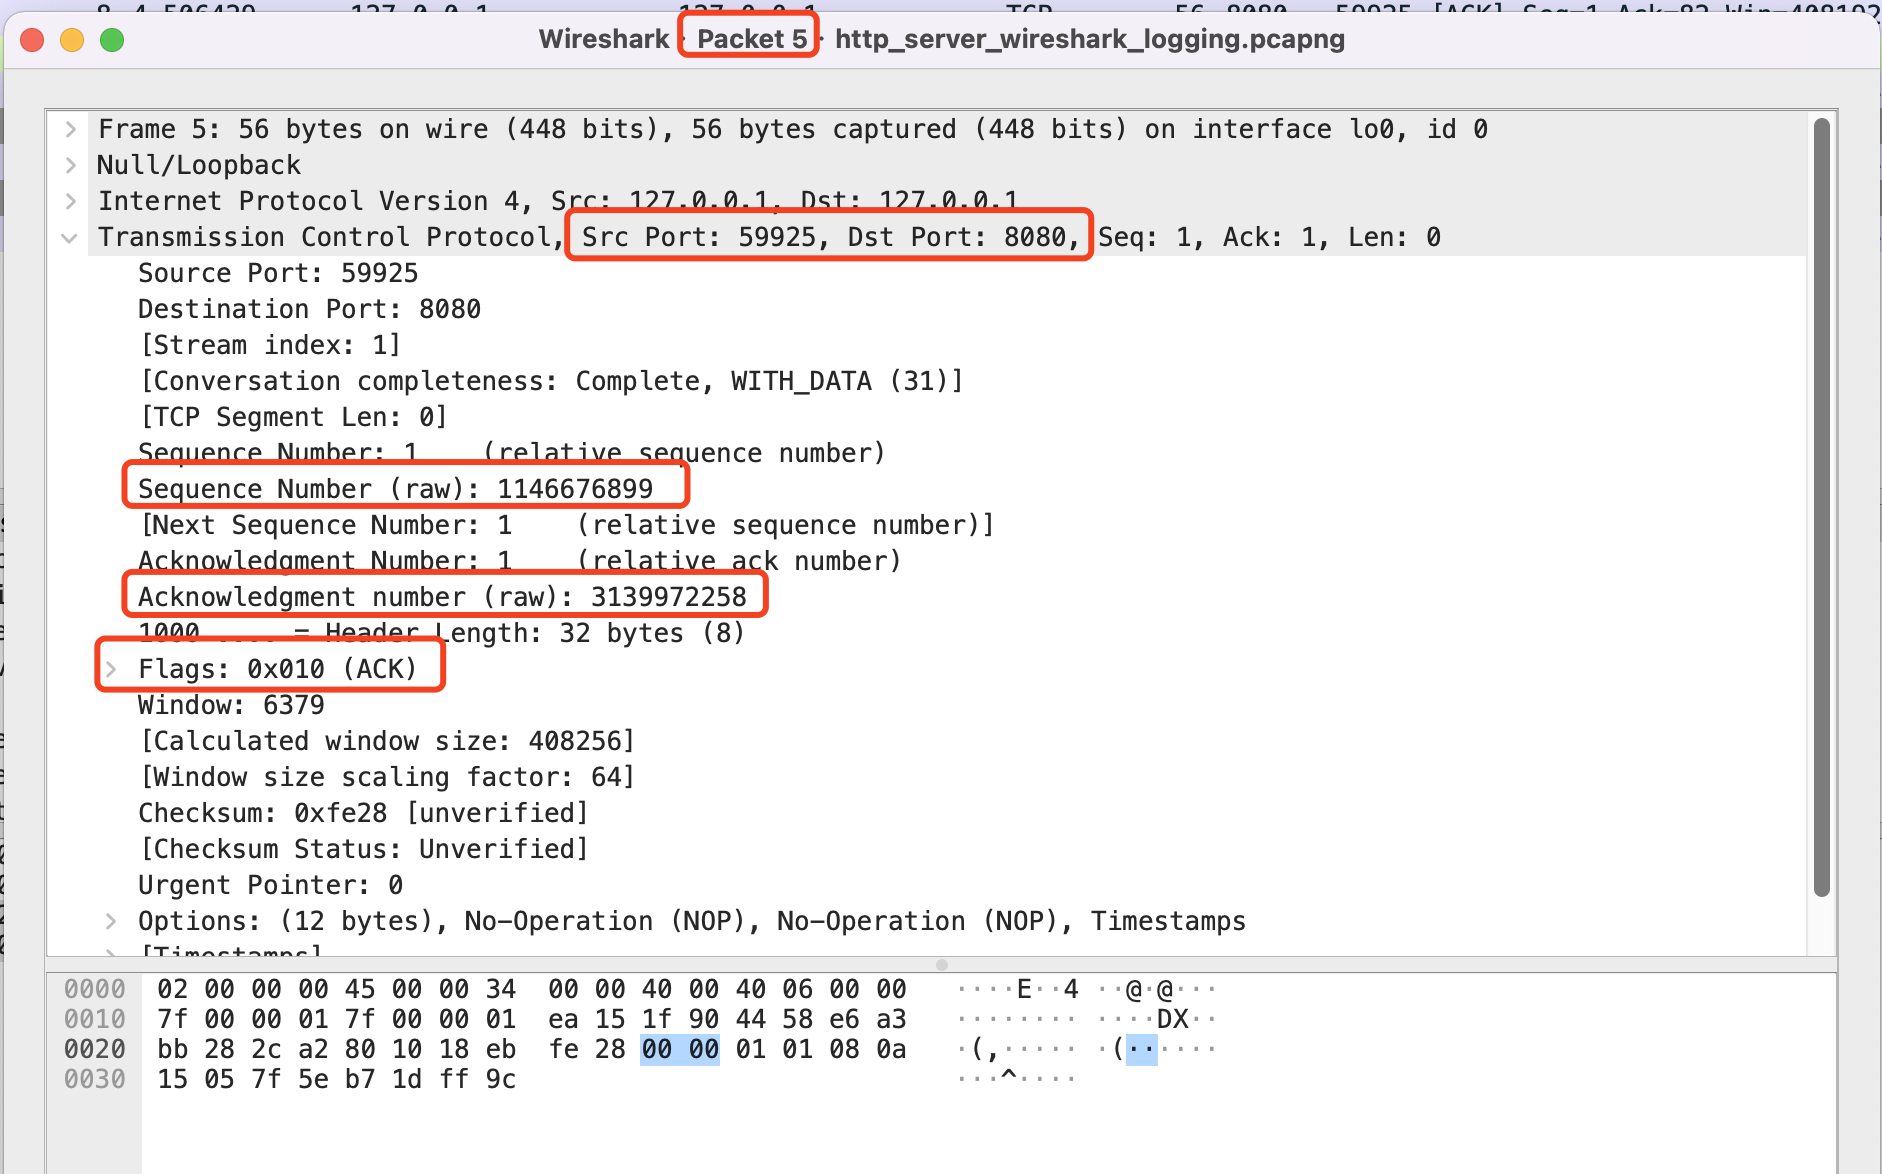 Wireshark · Packet 5 · http_server_wireshark_logging.pcapng
Frame 5: 56 bytes on wire (448 bits), 56 bytes captured (448 bits) on interface lo0, id 0
Null/Loopback
Internet Protocol Version 4, Src: 127.0.0.1, Dst: 127.0.0.1
Transmission Control Protocol, Src Port: 59925, Dst Port: 8080, Seq: 1, Ack: 1, Len: 0
Source Port: 59925
Destination Port: 8080
[Stream index: 1]
[Conversation completeness: Complete, WITH_DATA (31)]
[TCP Segment Len: 0]
Sequence Number: 1    (relative sequence number)
Sequence Number (raw): 1146676899
[Next Sequence Number: 1    (relative sequence number)]
Acknowledgment Number: 1    (relative ack number)
Acknowledgment number (raw): 3139972258
1000 .... = Header Length: 32 bytes (8)
Flags: 0x010 (ACK)
Window: 6379
[Calculated window size: 408256]
[Window size scaling factor: 64]
Checksum: 0xfe28 [unverified]
[Checksum Status: Unverified]
Urgent Pointer: 0
Options: (12 bytes), No-Operation (NOP), No-Operation (NOP), Timestamps
[Timestamps]
0000 02 00 00 00 45 00 00 34 00 00 40 00 40 06 00 00 ····E··4 ··@·@···
0010 7f 00 00 01 7f 00 00 01 ea 15 1f 90 44 58 e6 a3 ········ ····DX··
0020 bb 28 2c a2 80 10 18 eb fe 28 00 00 01 01 08 0a ·(,····· ·(······
0030 15 05 7f 5e b7 1d ff 9c ···^····